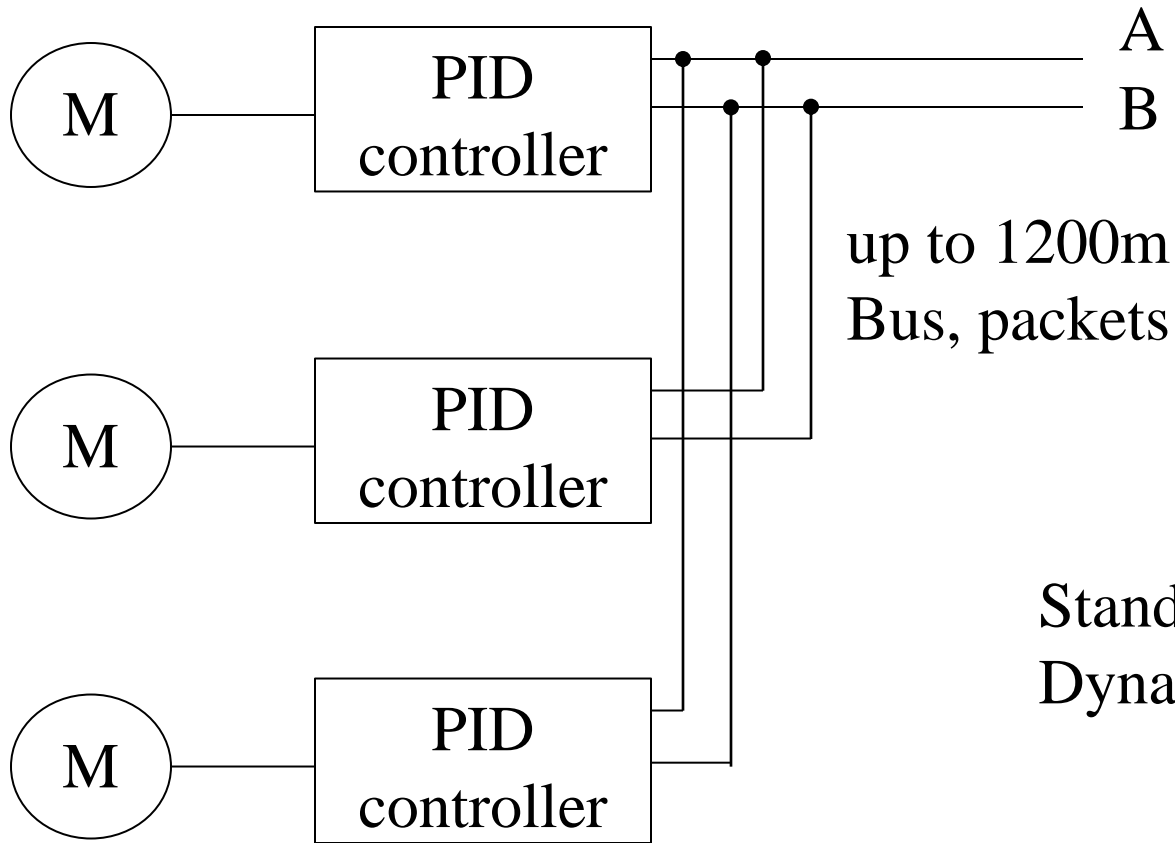 A
M
PID
controller
B
up to 1200m
Bus, packets
M
PID
controller
M
PID
controller